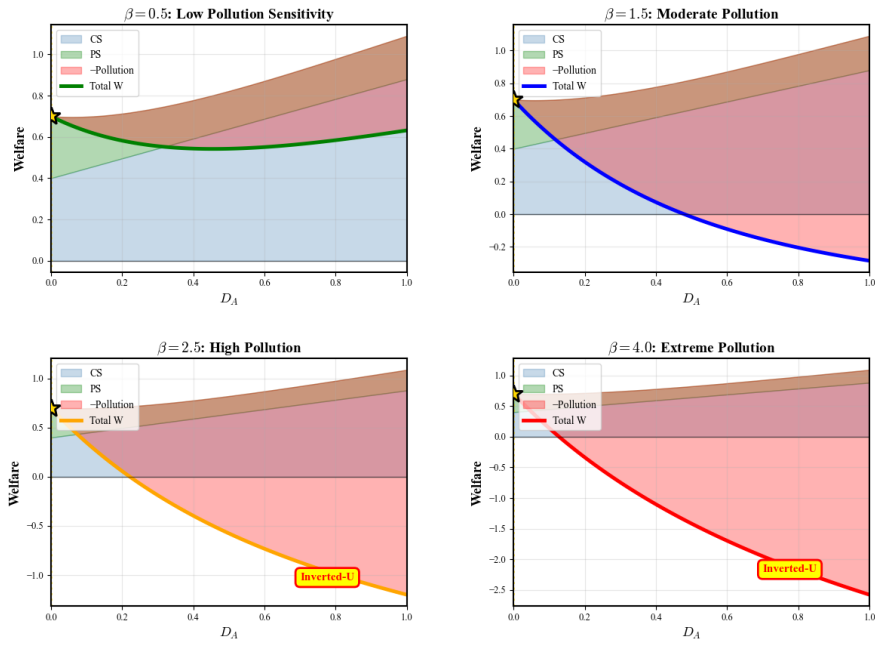 β = 0.5: Low Pollution Sensitivity
CS
PS
−Pollution
Total W
Welfare
1.0
0.8
0.6
0.4
0.2
0.0
0.0 0.2 0.4 0.6 0.8 1.0
D_A
β = 1.5: Moderate Pollution
CS
PS
−Pollution
Total W
Welfare
1.0
0.8
0.6
0.4
0.2
0.0
−0.2
0.0 0.2 0.4 0.6 0.8 1.0
D_A
β = 2.5: High Pollution
CS
PS
−Pollution
Total W
Welfare
1.0
0.5
0.0
−0.5
−1.0
Inverted-U
0.0 0.2 0.4 0.6 0.8 1.0
D_A
β = 4.0: Extreme Pollution
CS
PS
−Pollution
Total W
Welfare
1.0
0.5
0.0
−0.5
−1.0
−1.5
−2.0
−2.5
Inverted-U
0.0 0.2 0.4 0.6 0.8 1.0
D_A